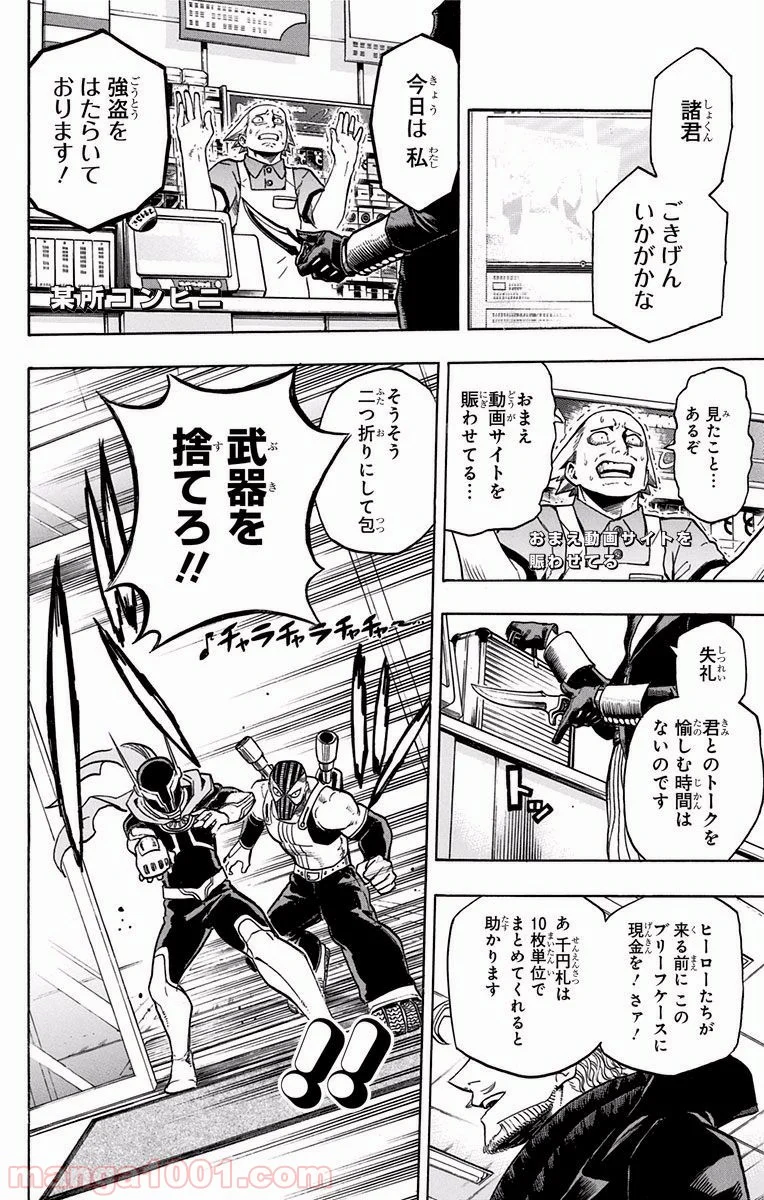 諸君
ごきげん
いかがかな
今日は 私
強盗を
はたらいて
おります!
某所コンビニ
見たこと…
あるぞ
おまえ
動画サイトを
賑わせてる…
おまえ動画サイトを
賑わせてる
失礼
君とのトークを
愉しむ時間は
ないのです
トッ
ヒーローたちが
来る前に この
ブリーフケースに
現金を! さァ!
あ 千円札は
10枚単位で
まとめてくれると
助かります
そうそう
二つ折りにして包
武器を
捨てろ!!
♪チャラチャラチャチャ〜…
!!
manga1001.com